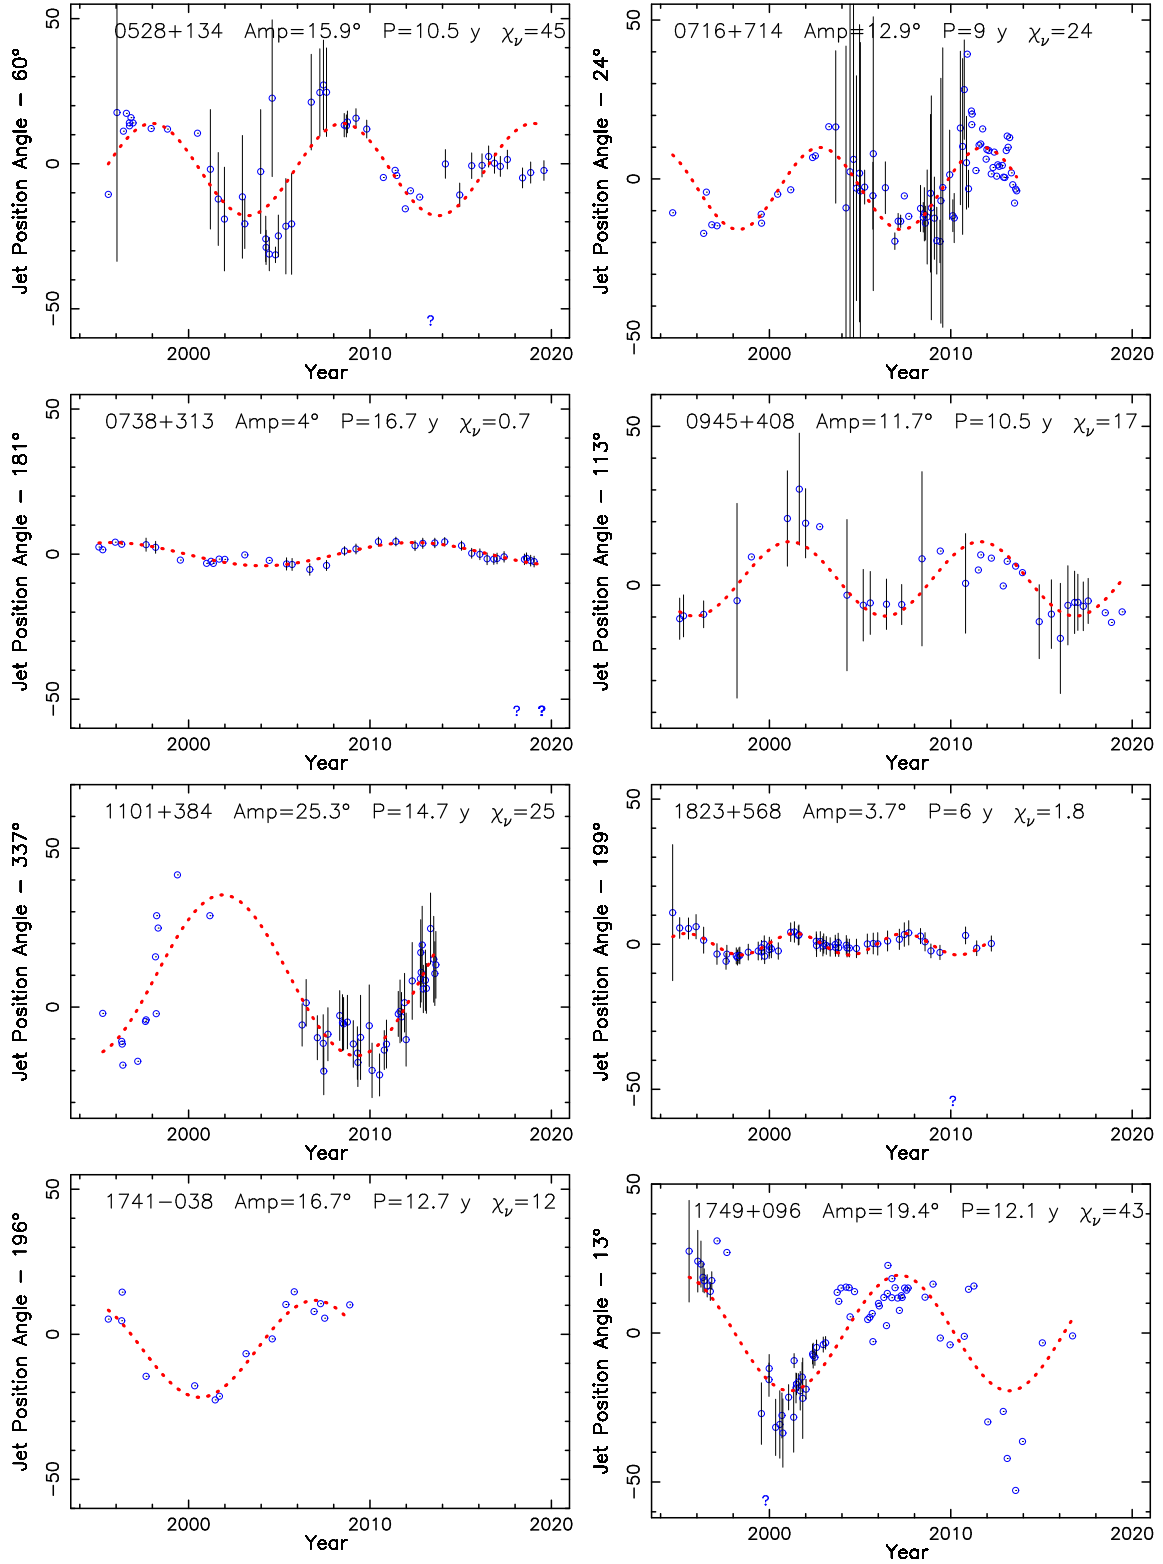 0528+134 Amp=15.9° P=10.5 y χν=45
Jet Position Angle − 60°
50
0
−50
?
2000 2010 2020
Year
0716+714 Amp=12.9° P=9 y χν=24
Jet Position Angle − 24°
50
0
−50
2000 2010 2020
Year
0738+313 Amp=4° P=16.7 y χν=0.7
Jet Position Angle − 181°
50
0
−50
? ?
2000 2010 2020
Year
0945+408 Amp=11.7° P=10.5 y χν=17
Jet Position Angle − 113°
50
0
2000 2010 2020
Year
1101+384 Amp=25.3° P=14.7 y χν=25
Jet Position Angle − 337°
50
0
2000 2010 2020
Year
1823+568 Amp=3.7° P=6 y χν=1.8
Jet Position Angle − 199°
50
0
−50
?
2000 2010 2020
Year
1741−038 Amp=16.7° P=12.7 y χν=12
Jet Position Angle − 196°
50
0
−50
2000 2010 2020
Year
1749+096 Amp=19.4° P=12.1 y χν=43
Jet Position Angle − 13°
50
0
−50
?
2000 2010 2020
Year